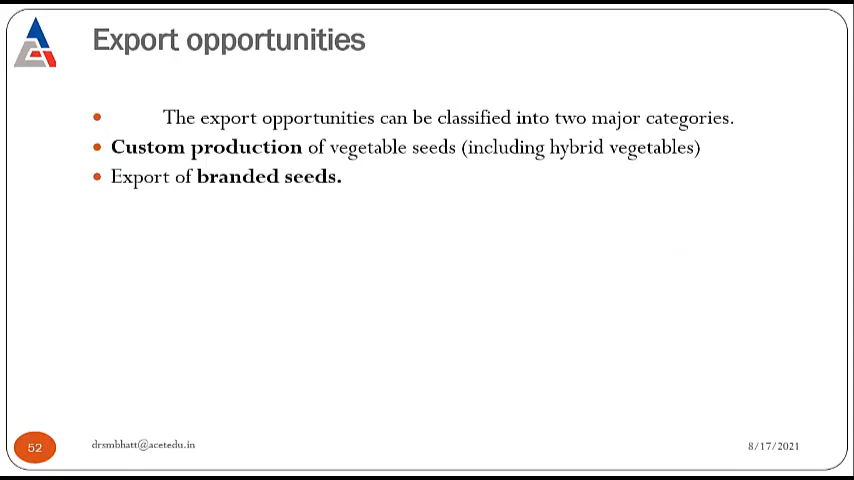 Export opportunities
• The export opportunities can be classified into two major categories.
• Custom production of vegetable seeds (including hybrid vegetables)
• Export of branded seeds.
52
drsmbhatt@acetedu.in
8/17/2021